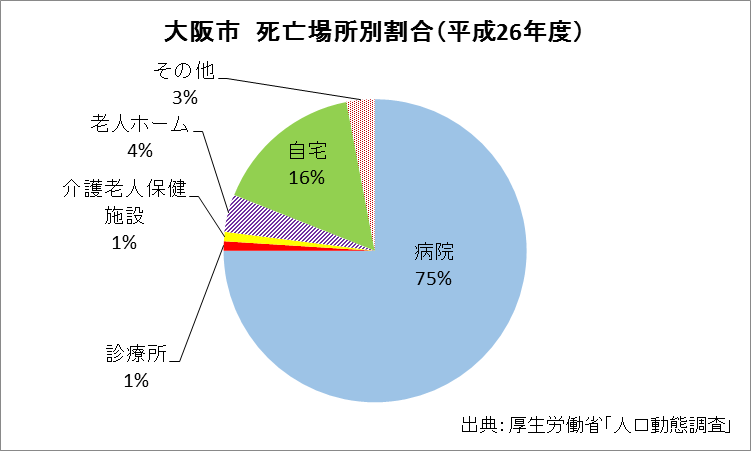 大阪市　死亡場所別割合（平成26年度）
その他
3%
老人ホーム
4%
介護老人保健
施設
1%
診療所
1%
自宅
16%
病院
75%
出典：厚生労働省「人口動態調査」